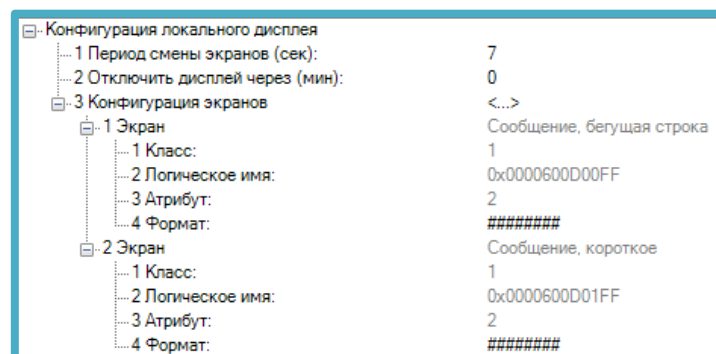 Конфигурация локального дисплея
1 Период смены экранов (сек): 7
2 Отключить дисплей через (мин): 0
3 Конфигурация экранов <...>
1 Экран Сообщение, бегущая строка
1 Класс: 1
2 Логическое имя: 0x0000600D00FF
3 Атрибут: 2
4 Формат: ########
2 Экран Сообщение, короткое
1 Класс: 1
2 Логическое имя: 0x0000600D01FF
3 Атрибут: 2
4 Формат: ########